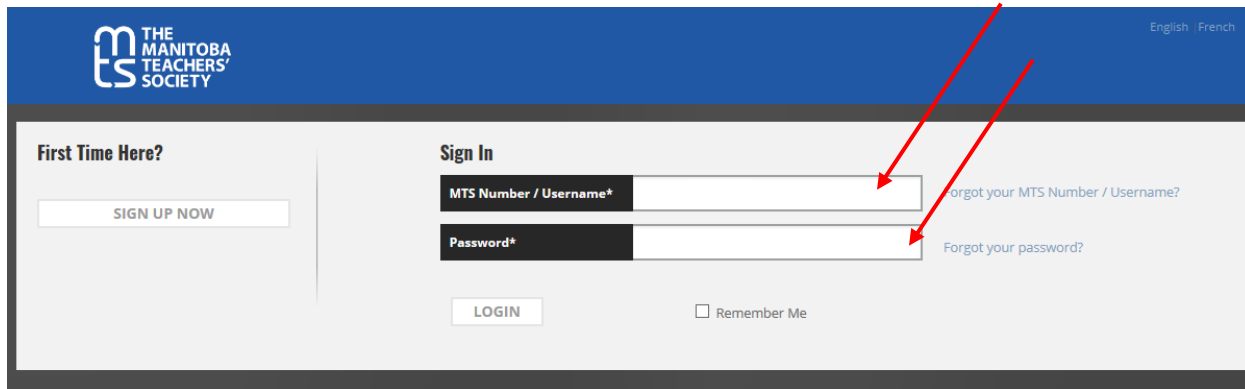 mts
THE
MANITOBA
TEACHERS'
SOCIETY
English | French
First Time Here?
SIGN UP NOW
Sign In
MTS Number / Username*
Forgot your MTS Number / Username?
Password*
Forgot your password?
LOGIN
Remember Me